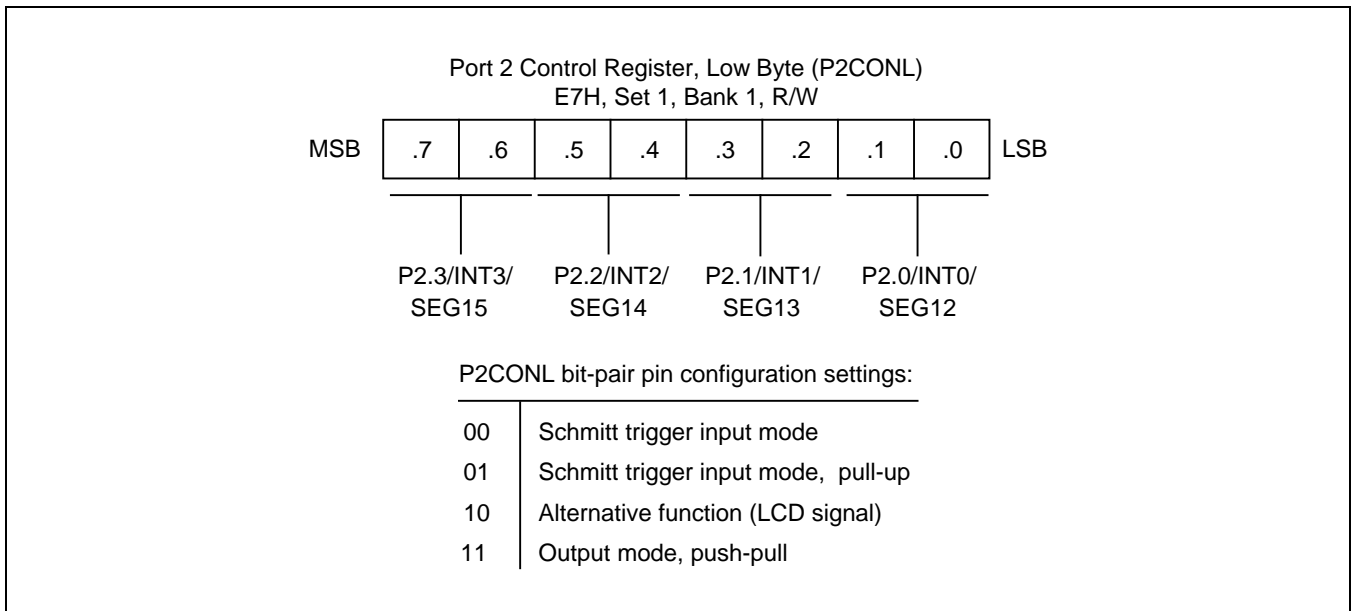 Port 2 Control Register, Low Byte (P2CONL)
E7H, Set 1, Bank 1, R/W
MSB .7 .6 .5 .4 .3 .2 .1 .0 LSB
P2.3/INT3/ P2.2/INT2/ P2.1/INT1/ P2.0/INT0/
SEG15 SEG14 SEG13 SEG12
P2CONL bit-pair pin configuration settings:
00 Schmitt trigger input mode
01 Schmitt trigger input mode, pull-up
10 Alternative function (LCD signal)
11 Output mode, push-pull